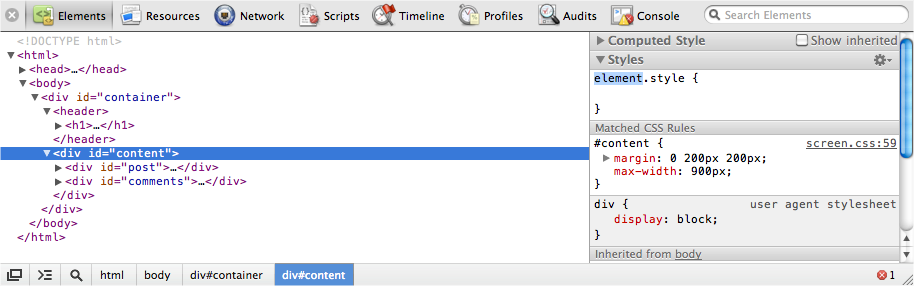 Elements Resources Network Scripts Timeline Profiles Audits Console Search Elements
<!DOCTYPE html>
<html>
<head>…</head>
<body>
<div id="container">
<header>
<h1>…</h1>
</header>
<div id="content">
<div id="post">…</div>
<div id="comments">…</div>
</div>
</div>
</body>
</html>
Computed Style Show inherited
Styles
element.style {
}
Matched CSS Rules
#content { screen.css:59
margin: 0 200px 200px;
max-width: 900px;
}
div { user agent stylesheet
display: block;
}
Inherited from body
html body div#container div#content 1